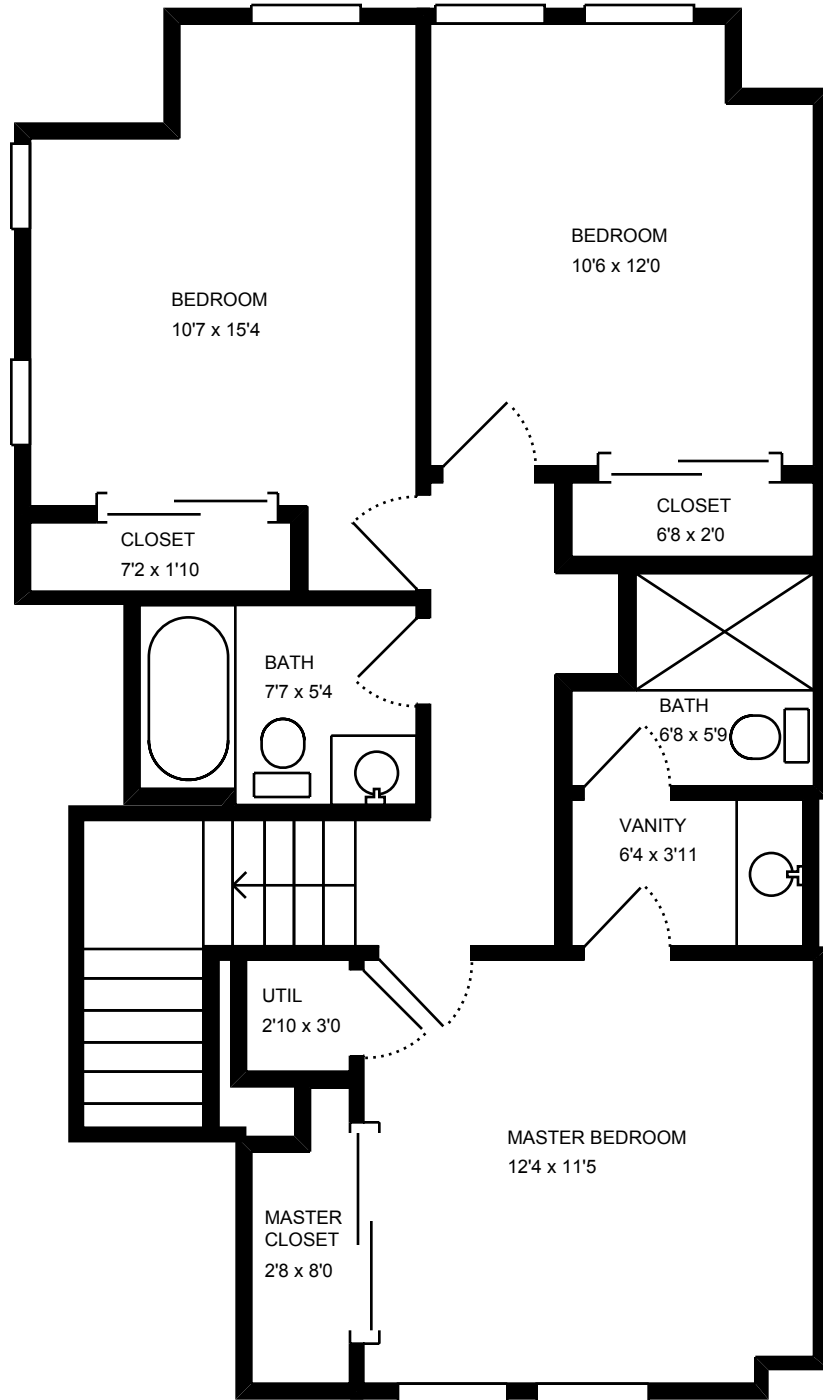 BEDROOM
10'6 x 12'0
BEDROOM
10'7 x 15'4
CLOSET
6'8 x 2'0
CLOSET
7'2 x 1'10
BATH
7'7 x 5'4
BATH
6'8 x 5'9
VANITY
6'4 x 3'11
UTIL
2'10 x 3'0
MASTER BEDROOM
12'4 x 11'5
MASTER
CLOSET
2'8 x 8'0